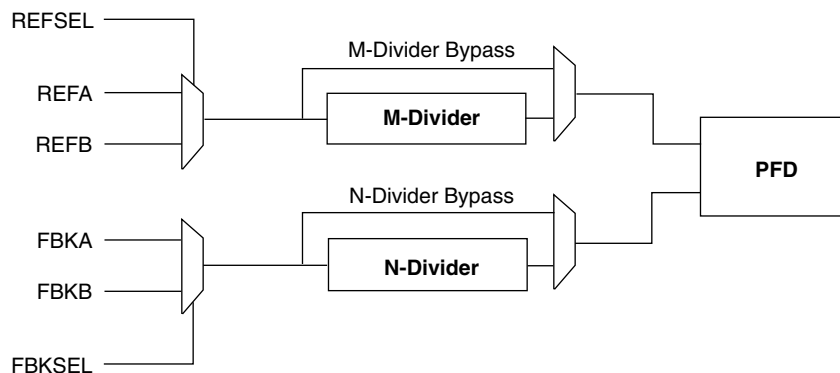 REFSEL
M-Divider Bypass
REFA
M-Divider
REFB
PFD
N-Divider Bypass
FBKA
N-Divider
FBKB
FBKSEL